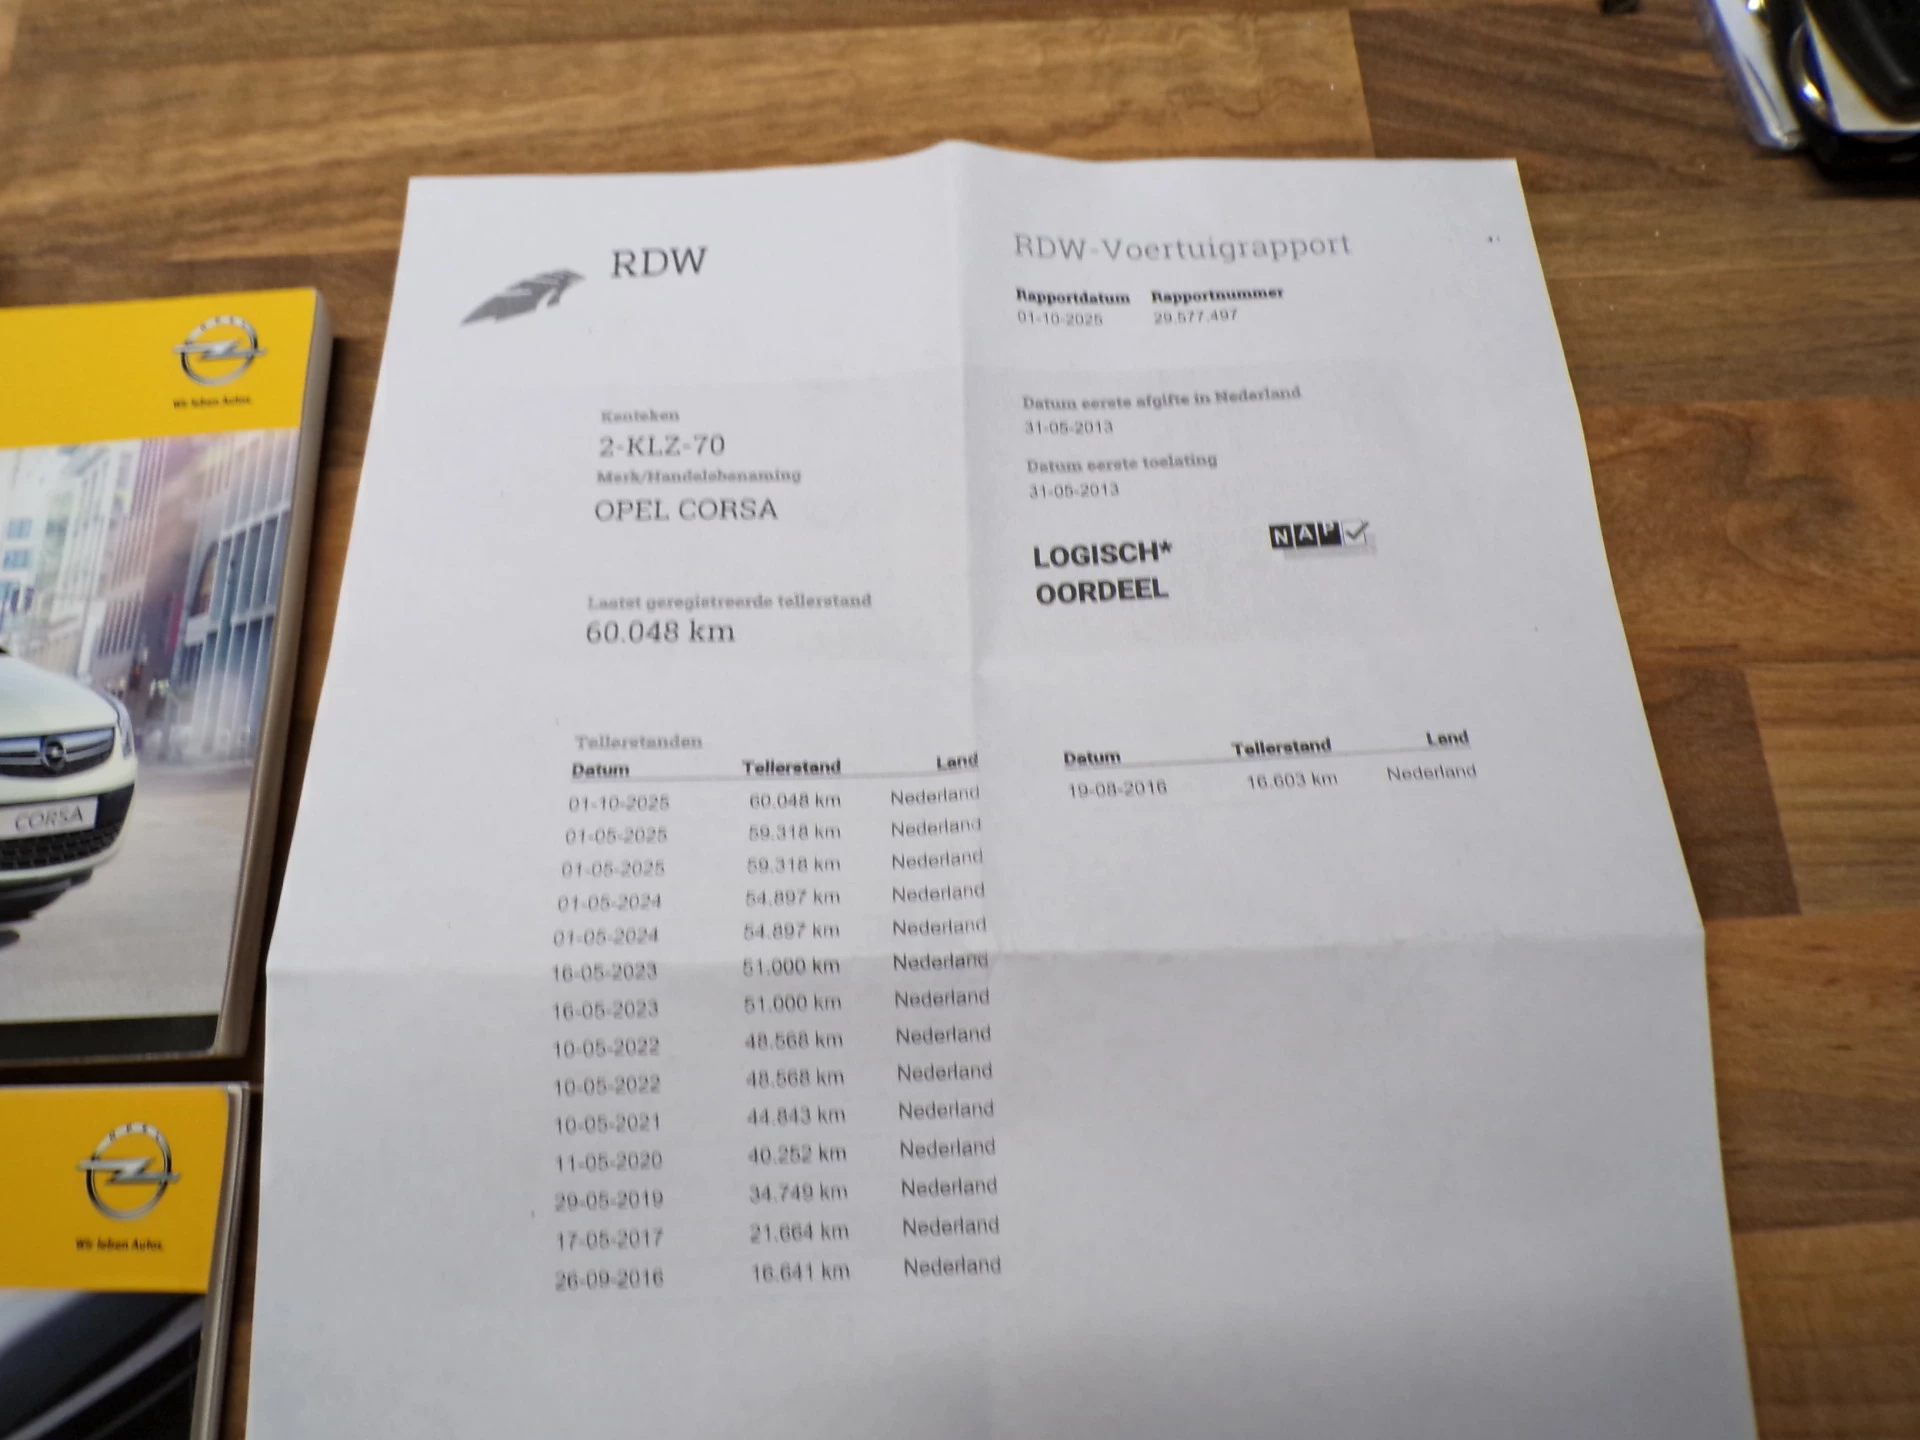 RDW
RDW-Voertuigrapport
Rapportdatum Rapportnummer
01-10-2025 29.577.497
Kenteken
2-KLZ-70
Merk/Handelsbenaming
OPEL CORSA
Laatst geregistreerde tellerstand
60.048 km
Datum eerste afgifte in Nederland
31-05-2013
Datum eerste toelating
31-05-2013
LOGISCH*
OORDEEL
NAP
Tellerstanden
Datum Tellerstand Land
01-10-2025 60.048 km Nederland
01-05-2025 59.318 km Nederland
01-05-2025 59.318 km Nederland
01-05-2024 54.897 km Nederland
01-05-2024 54.897 km Nederland
16-05-2023 51.000 km Nederland
16-05-2023 51.000 km Nederland
10-05-2022 48.568 km Nederland
10-05-2022 48.568 km Nederland
10-05-2021 44.843 km Nederland
11-05-2020 40.252 km Nederland
29-05-2019 34.749 km Nederland
17-05-2017 21.664 km Nederland
26-09-2016 16.641 km Nederland
Datum Tellerstand Land
19-08-2016 16.603 km Nederland
OPEL
Wir leben Autos.
CORSA
OPEL
Wir leben Autos.